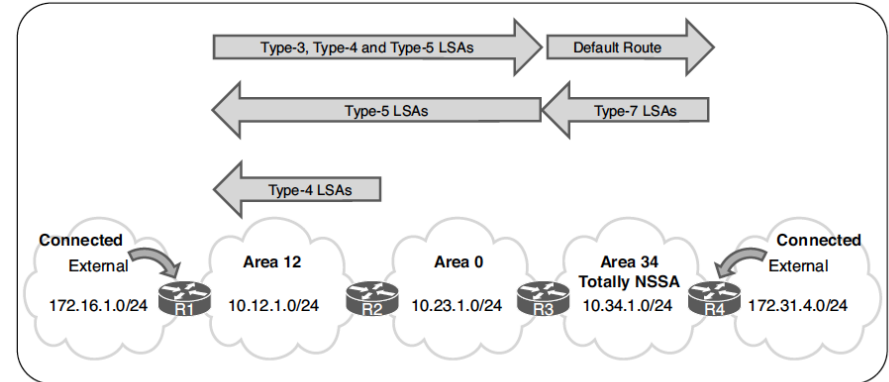 Type-3, Type-4 and Type-5 LSAs
Default Route
Type-5 LSAs
Type-7 LSAs
Type-4 LSAs
Connected
External
172.16.1.0/24
R1
Area 12
10.12.1.0/24
R2
Area 0
10.23.1.0/24
R3
Area 34
Totally NSSA
10.34.1.0/24
R4
Connected
External
172.31.4.0/24